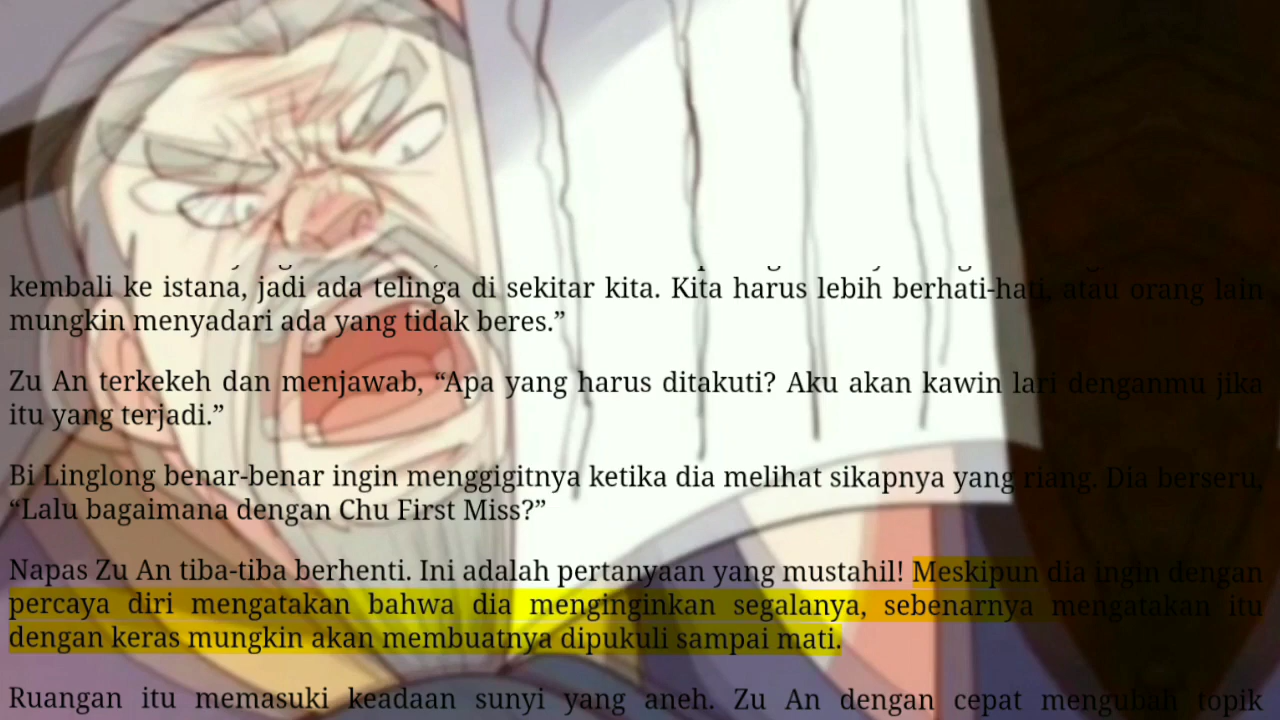 kembali ke istana, jadi ada telinga di sekitar kita. Kita harus lebih berhati-hati, atau orang lain
mungkin menyadari ada yang tidak beres.”
Zu An terkekeh dan menjawab, “Apa yang harus ditakuti? Aku akan kawin lari denganmu jika
itu yang terjadi.”
Bi Linglong benar-benar ingin menggigitnya ketika dia melihat sikapnya yang riang. Dia berseru,
“Lalu bagaimana dengan Chu First Miss?”
Napas Zu An tiba-tiba berhenti. Ini adalah pertanyaan yang mustahil! Meskipun dia ingin dengan
percaya diri mengatakan bahwa dia menginginkan segalanya, sebenarnya mengatakan itu
dengan keras mungkin akan membuatnya dipukuli sampai mati.
Ruangan itu memasuki keadaan sunyi yang aneh. Zu An dengan cepat mengubah topik